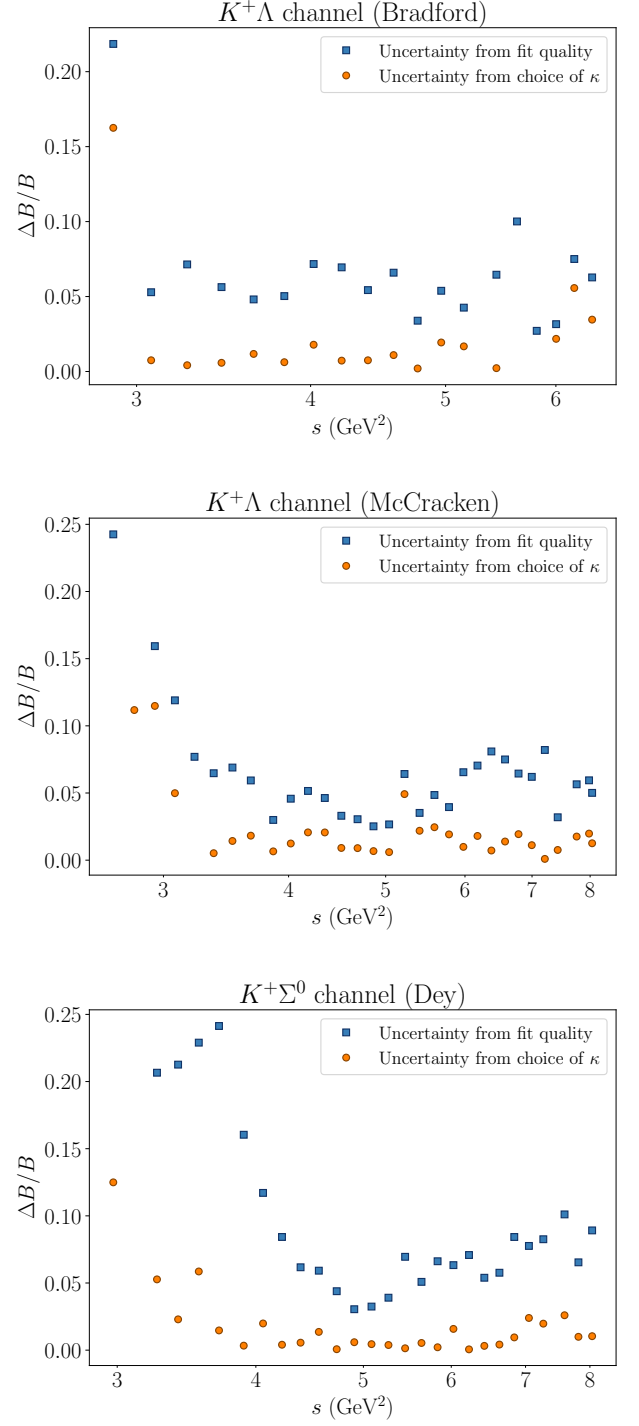 K⁺Λ channel (Bradford)
Uncertainty from fit quality
Uncertainty from choice of κ
0.20
0.15
0.10
0.05
0.00
ΔB/B
3 4 5 6
s (GeV²)
K⁺Λ channel (McCracken)
Uncertainty from fit quality
Uncertainty from choice of κ
0.25
0.20
0.15
0.10
0.05
0.00
ΔB/B
3 4 5 6 7 8
s (GeV²)
K⁺Σ⁰ channel (Dey)
Uncertainty from fit quality
Uncertainty from choice of κ
0.25
0.20
0.15
0.10
0.05
0.00
ΔB/B
3 4 5 6 7 8
s (GeV²)